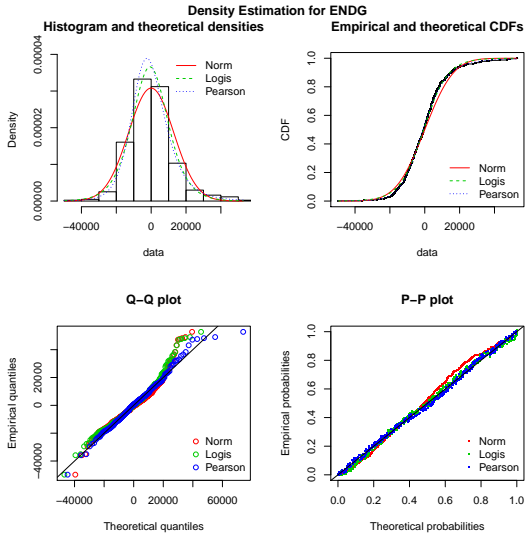 Density Estimation for ENDG
Histogram and theoretical densities
Density
0.00000 0.00002 0.00004
Norm
Logis
Pearson
−40000 0 20000
data
Empirical and theoretical CDFs
CDF
0.0 0.2 0.4 0.6 0.8 1.0
Norm
Logis
Pearson
−40000 0 20000
data
Q−Q plot
Empirical quantiles
−40000 0 20000
Norm
Logis
Pearson
−40000 −20000 0 20000 60000
Theoretical quantiles
P−P plot
Empirical probabilities
0.0 0.2 0.4 0.6 0.8 1.0
Norm
Logis
Pearson
0.0 0.2 0.4 0.6 0.8 1.0
Theoretical probabilities